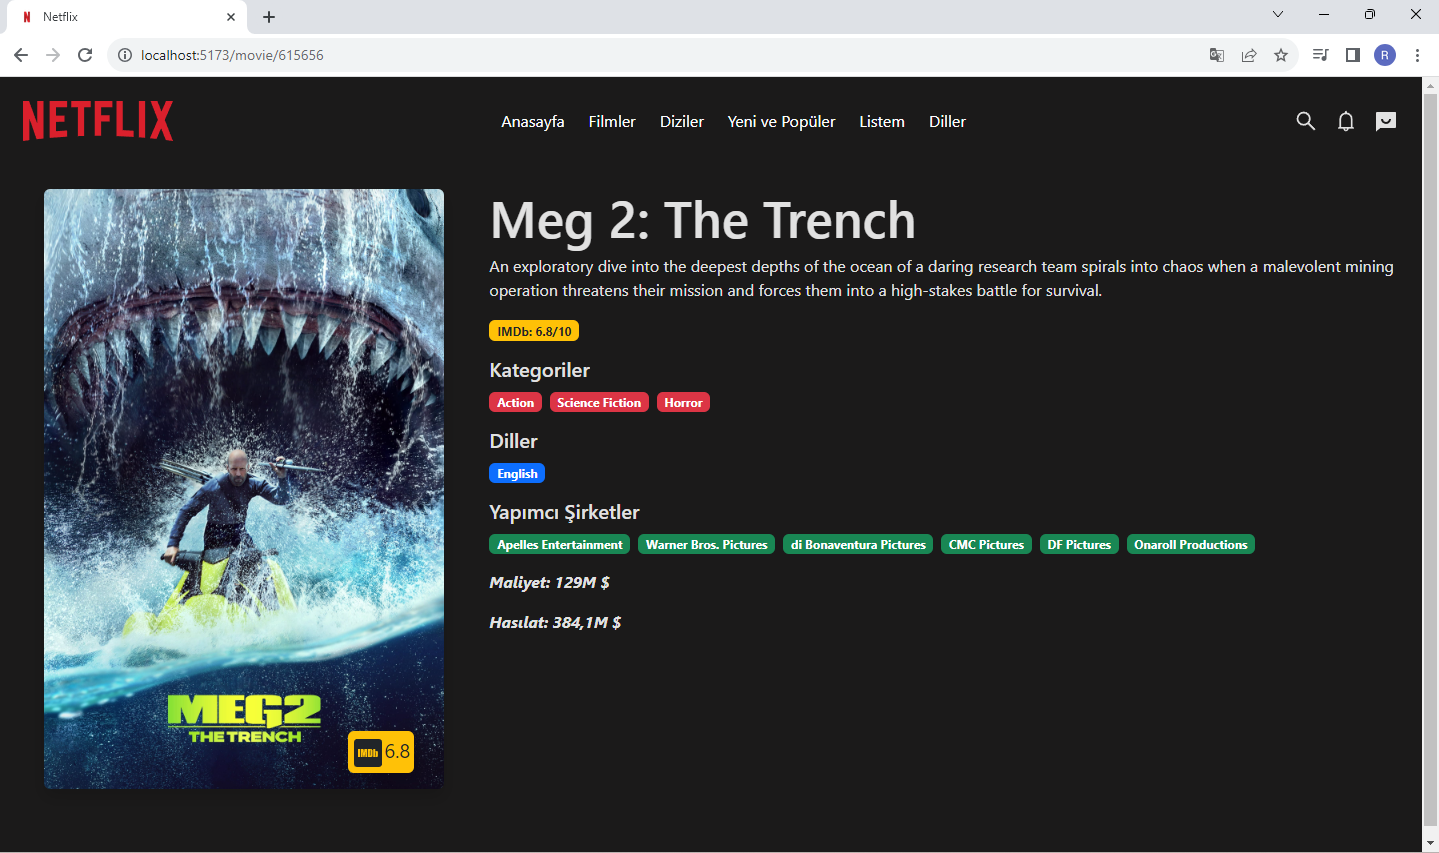 Netflix
localhost:5173/movie/615656
R
NETFLIX
Anasayfa Filmler Diziler Yeni ve Popüler Listem Diller
Meg 2: The Trench
An exploratory dive into the deepest depths of the ocean of a daring research team spirals into chaos when a malevolent mining
operation threatens their mission and forces them into a high-stakes battle for survival.
IMDb: 6.8/10
Kategoriler
Action Science Fiction Horror
Diller
English
Yapımcı Şirketler
Apelles Entertainment Warner Bros. Pictures di Bonaventura Pictures CMC Pictures DF Pictures Onaroll Productions
Maliyet: 129M $
Hasılat: 384,1M $
MEG2
THE TRENCH
IMDb 6.8